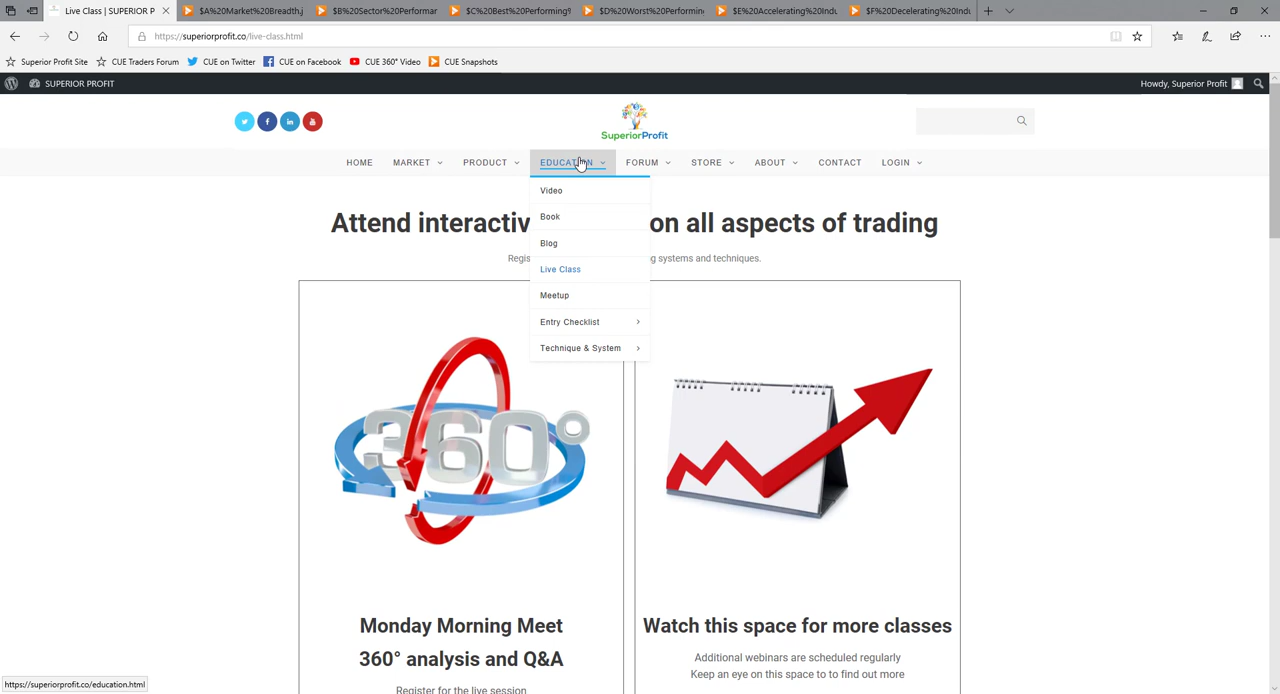 Live Class | SUPERIOR P
$A%20Market%20Breadth.j
$B%20Sector%20Performar
$C%20Best%20Performing9
$D%20Worst%20Performing
$E%20Accelerating%20Indu
$F%20Decelerating%20Indu
https://superiorprofit.co/live-class.html
Superior Profit Site
CUE Traders Forum
CUE on Twitter
CUE on Facebook
CUE 360° Video
CUE Snapshots
SUPERIOR PROFIT
Howdy, Superior Profit
SuperiorProfit
HOME
MARKET
PRODUCT
EDUCATION
FORUM
STORE
ABOUT
CONTACT
LOGIN
Video
Book
Blog
Live Class
Meetup
Entry Checklist
Technique & System
Attend interactiv on all aspects of trading
Regis g systems and techniques.
360°
Monday Morning Meet
360° analysis and Q&A
Register for the live session
Watch this space for more classes
Additional webinars are scheduled regularly
Keep an eye on this space to to find out more
https://superiorprofit.co/education.html